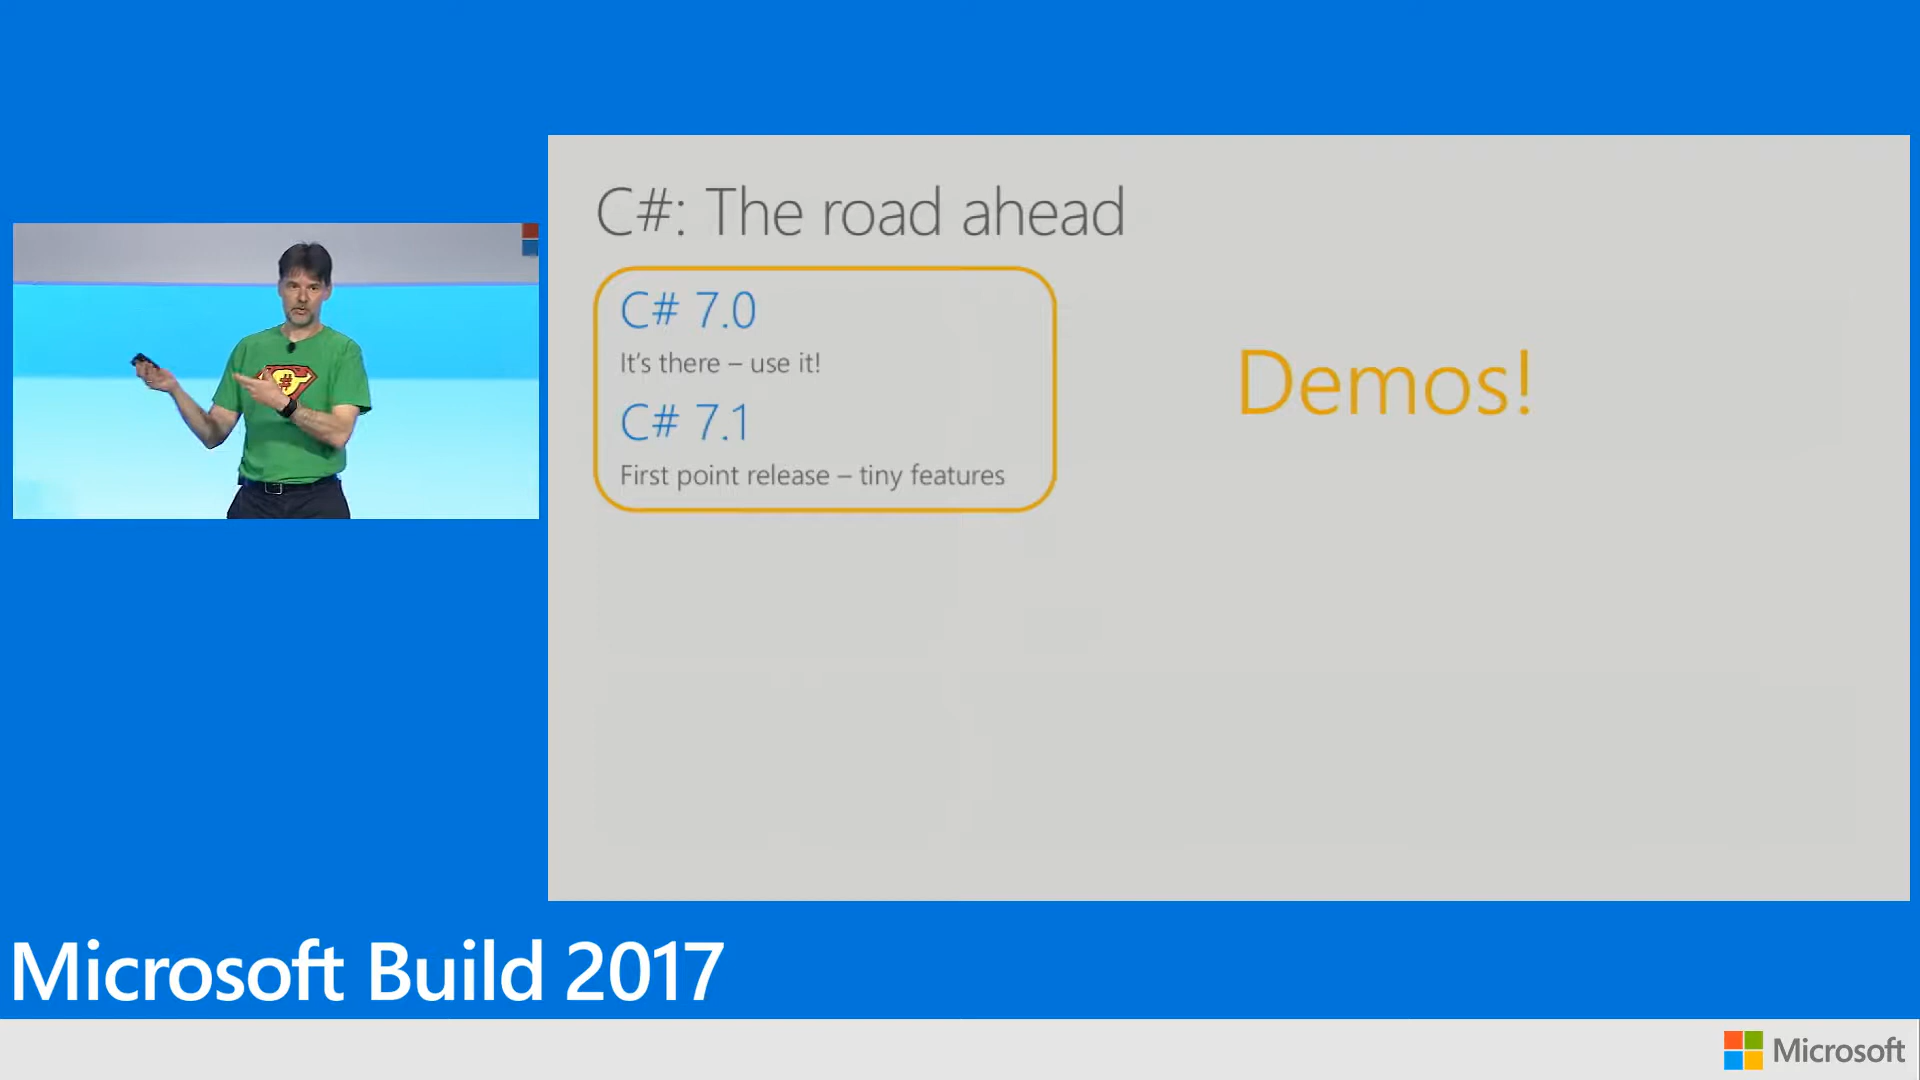 C#: The road ahead
C# 7.0
It's there – use it!
C# 7.1
First point release – tiny features
Demos!
#
Microsoft Build 2017
Microsoft